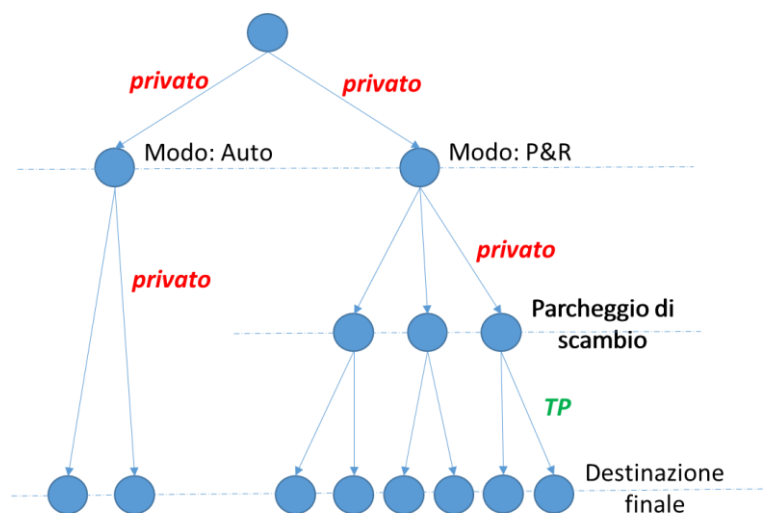 privato
privato
Modo: Auto
Modo: P&R
privato
privato
Parcheggio di
scambio
TP
Destinazione
finale